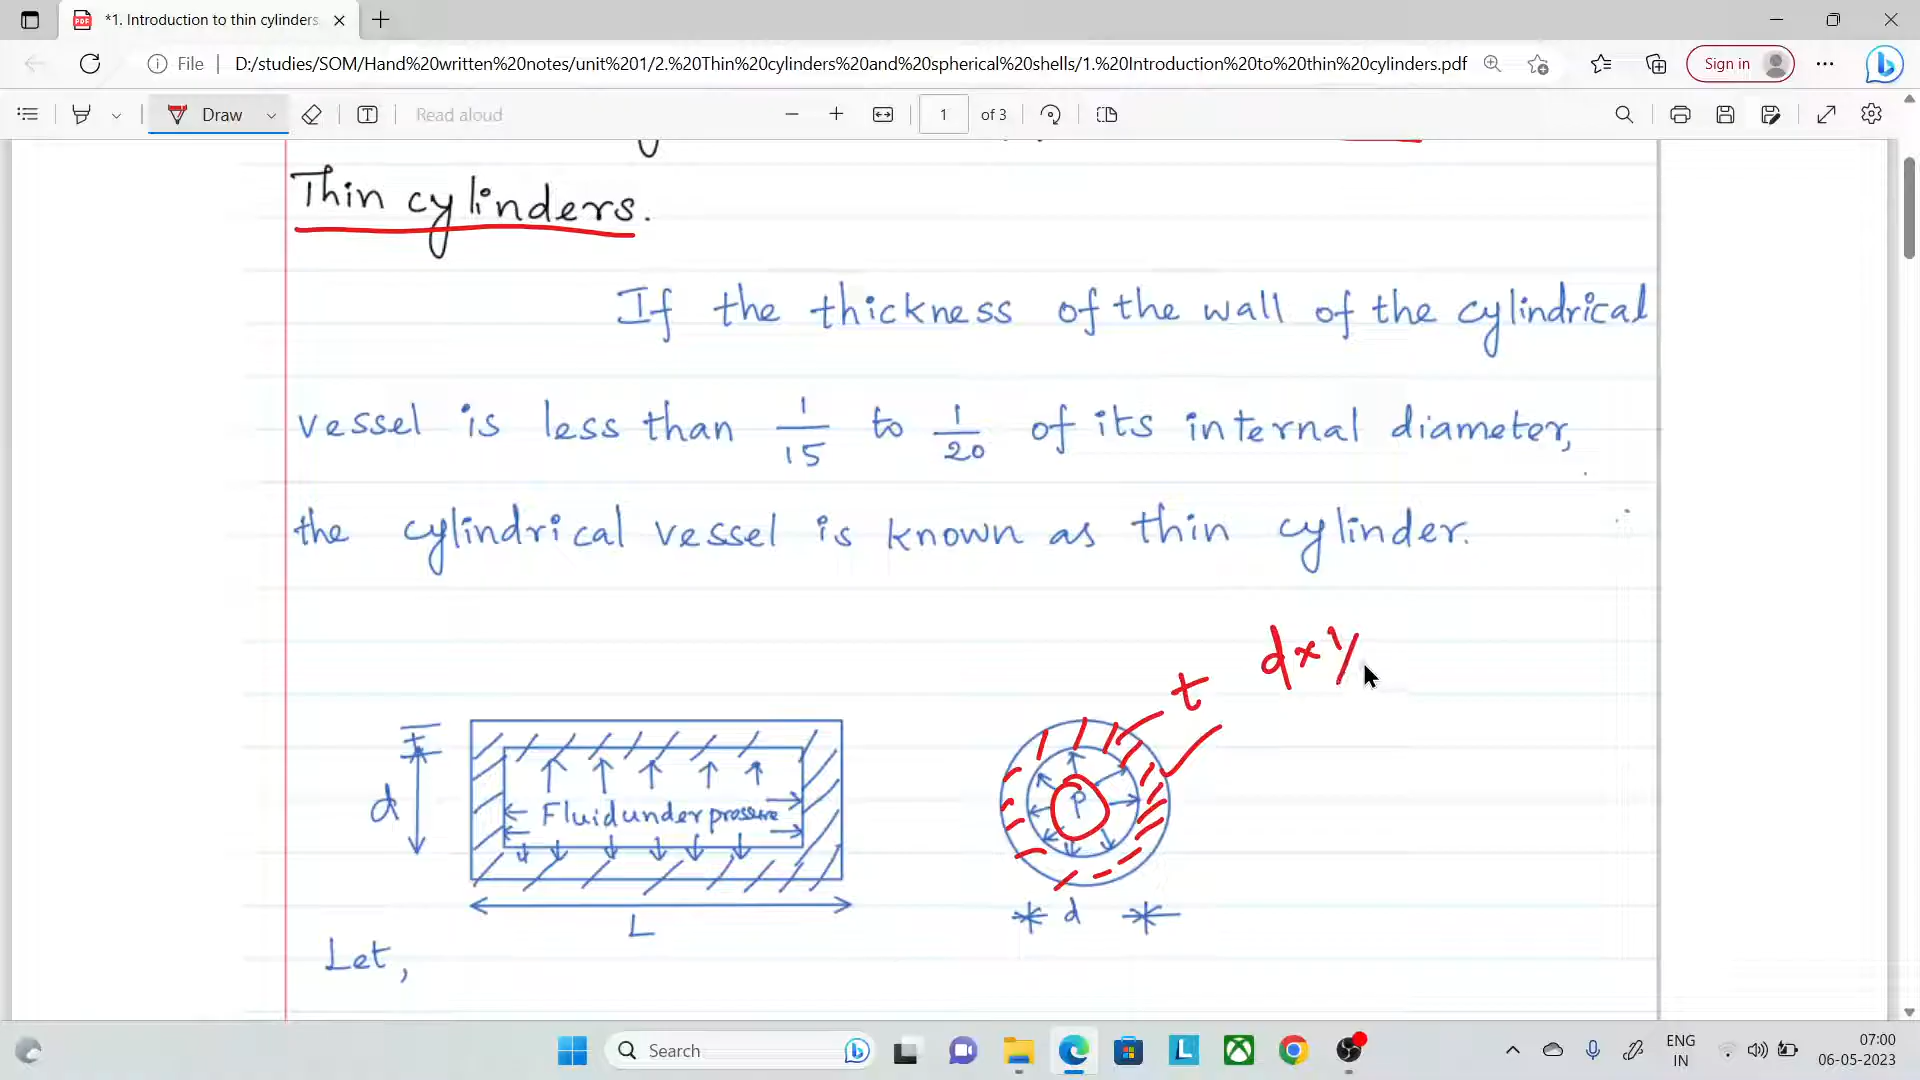 *1. Introduction to thin cylinders
File
D:/studies/SOM/Hand%20written%20notes/unit%201/2.%20Thin%20cylinders%20and%20spherical%20shells/1.%20Introduction%20to%20thin%20cylinders.pdf
Sign in
Draw
Read aloud
1 of 3
Thin cylinders.
If the thickness of the wall of the cylindrical
vessel is less than 1/15 to 1/20 of its internal diameter,
the cylindrical vessel is known as thin cylinder.
d×1/
t
t
d
Fluid under pressure
P
L
d
Let,
Search
ENG
IN
07:00
06-05-2023